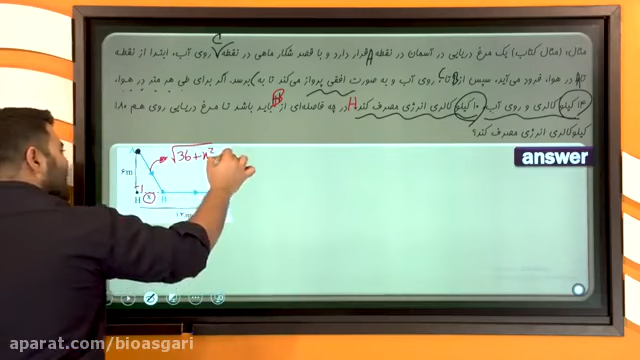 مثال: (مثال کتاب) یک مرغ دریایی در آسمان در نقطه A قرار دارد و با قصد شکار ماهی در نقطه C روی آب، ابتدا از نقطه
A تا B در هوا، فرود می‌آید، سپس از B تا C روی آب و به صورت افقی پرواز می‌کند تا به C برسد. اگر برای طی هر متر در هوا،
۱۴ کیلو کالری و روی آب، ۱۰ کیلو کالری انرژی مصرف کند، H در چه فاصله‌ای از B باید باشد تا مرغ دریایی روی هم ۱۸۰
کیلوکالری انرژی مصرف کند؟
answer
A
√36+x²
۶m
H
x
B
۱۲m
aparat.com/bioasgari